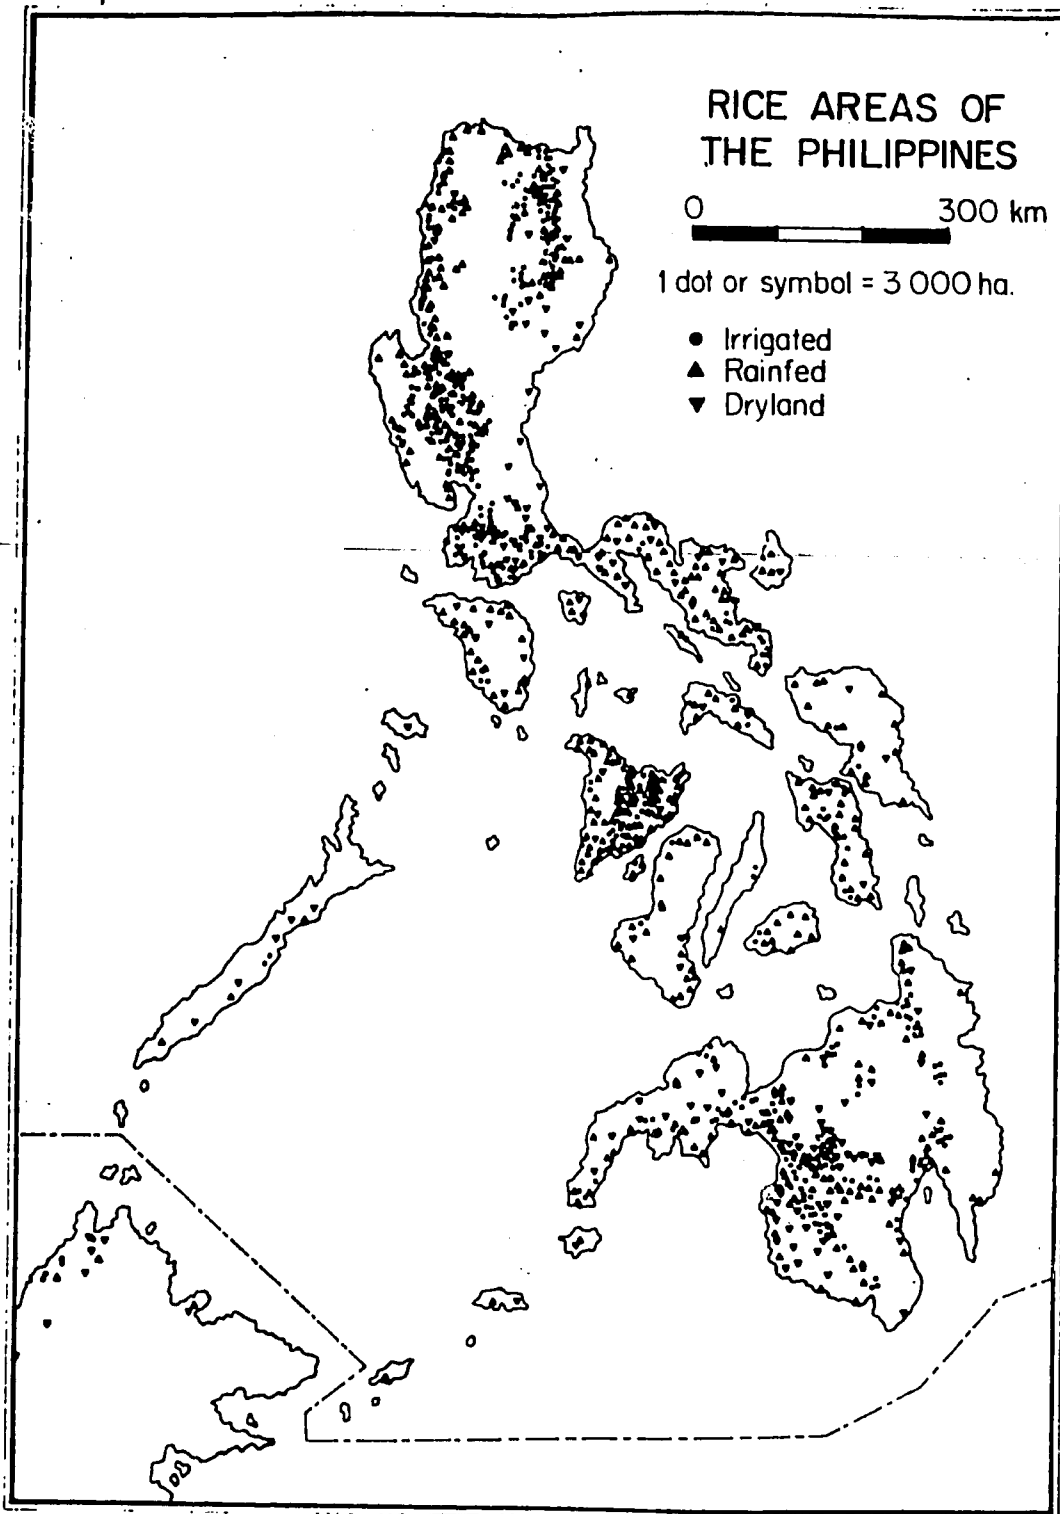 RICE AREAS OF
THE PHILIPPINES
0 300 km
1 dot or symbol = 3 000 ha.
● Irrigated
▲ Rainfed
▼ Dryland